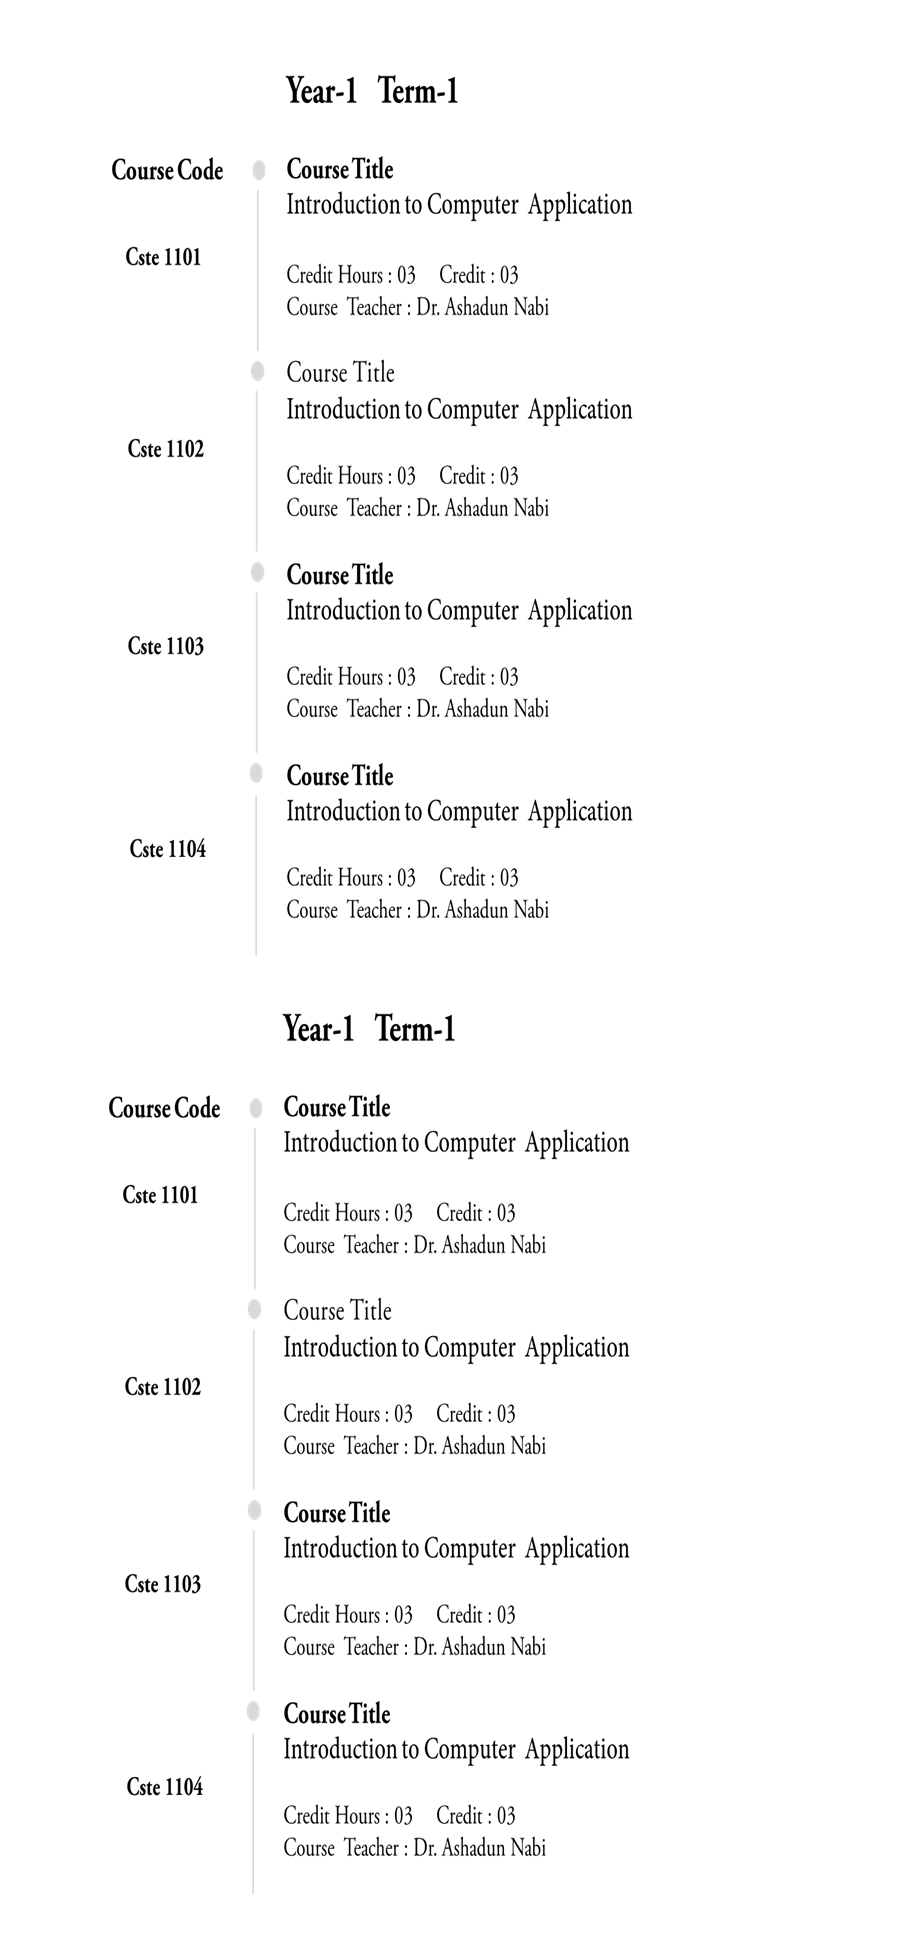 Year-1 Term-1
Course Code Course Title
Introduction to Computer Application
Cste 1101
Credit Hours : 03 Credit : 03
Course Teacher : Dr. Ashadun Nabi
Course Title
Introduction to Computer Application
Cste 1102
Credit Hours : 03 Credit : 03
Course Teacher : Dr. Ashadun Nabi
Course Title
Introduction to Computer Application
Cste 1103
Credit Hours : 03 Credit : 03
Course Teacher : Dr. Ashadun Nabi
Course Title
Introduction to Computer Application
Cste 1104
Credit Hours : 03 Credit : 03
Course Teacher : Dr. Ashadun Nabi
Year-1 Term-1
Course Code Course Title
Introduction to Computer Application
Cste 1101
Credit Hours : 03 Credit : 03
Course Teacher : Dr. Ashadun Nabi
Course Title
Introduction to Computer Application
Cste 1102
Credit Hours : 03 Credit : 03
Course Teacher : Dr. Ashadun Nabi
Course Title
Introduction to Computer Application
Cste 1103
Credit Hours : 03 Credit : 03
Course Teacher : Dr. Ashadun Nabi
Course Title
Introduction to Computer Application
Cste 1104
Credit Hours : 03 Credit : 03
Course Teacher : Dr. Ashadun Nabi